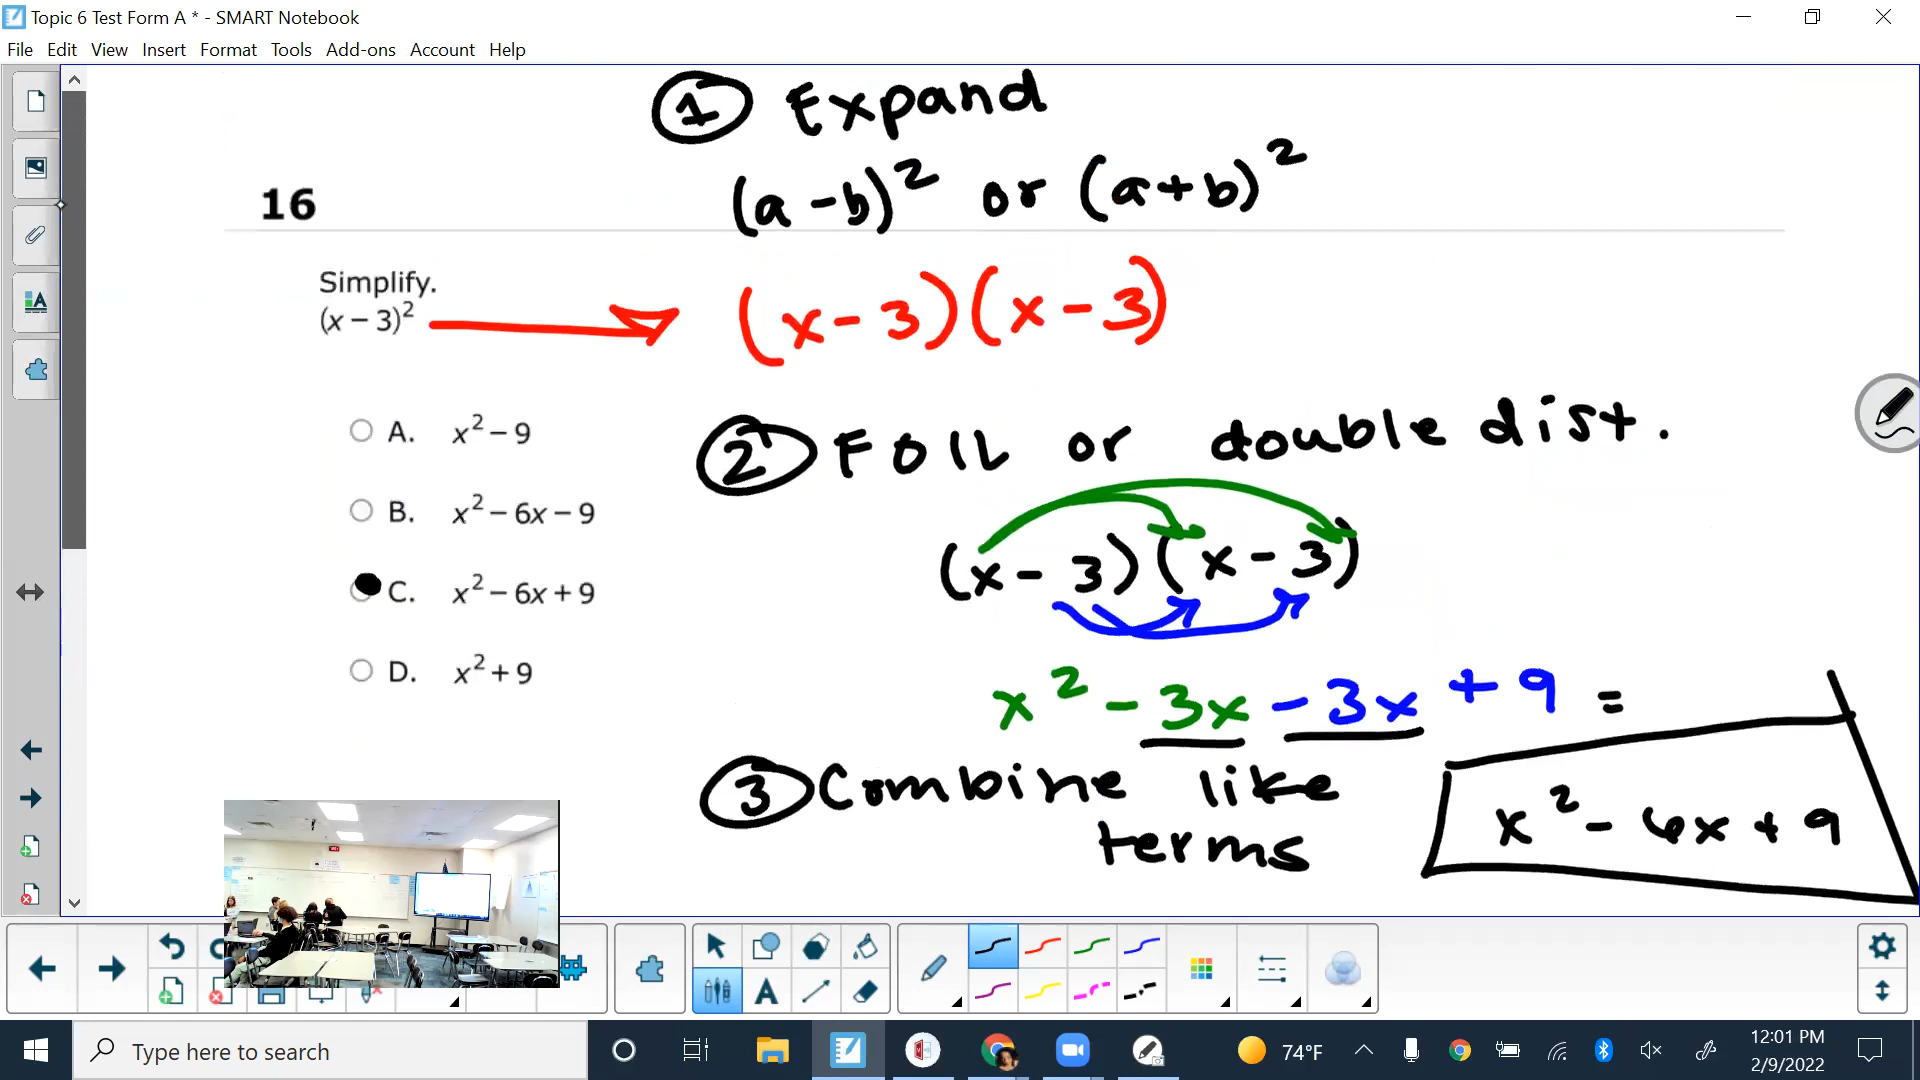 Topic 6 Test Form A * - SMART Notebook
File Edit View Insert Format Tools Add-ons Account Help
① Expand
(a - b)² or (a + b)²
16
Simplify.
(x – 3)²
(x - 3)(x - 3)
② FOIL or double dist.
A. x² – 9
B. x² – 6x – 9
C. x² – 6x + 9
D. x² + 9
(x - 3)(x - 3)
x² - 3x - 3x + 9 =
③ Combine like
terms
x² - 6x + 9
Type here to search
74°F
12:01 PM
2/9/2022